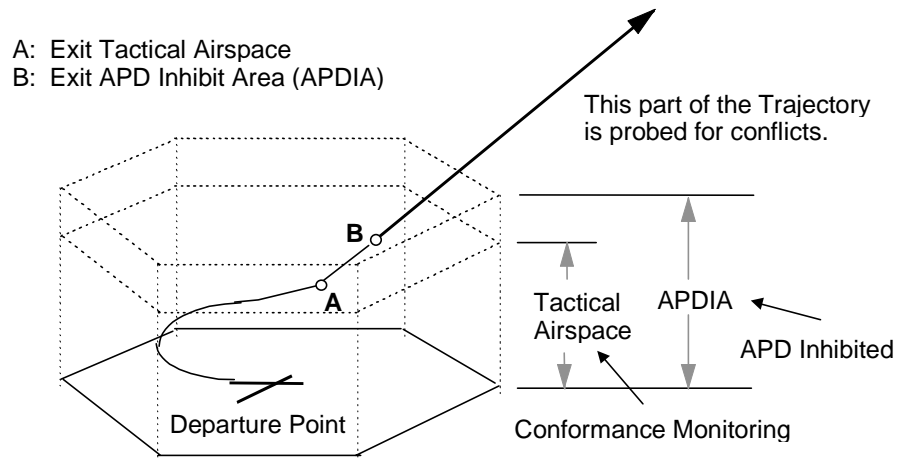 A: Exit Tactical Airspace
B: Exit APD Inhibit Area (APDIA)
This part of the Trajectory
is probed for conflicts.
B
A
Tactical
Airspace
APDIA
APD Inhibited
Departure Point
Conformance Monitoring